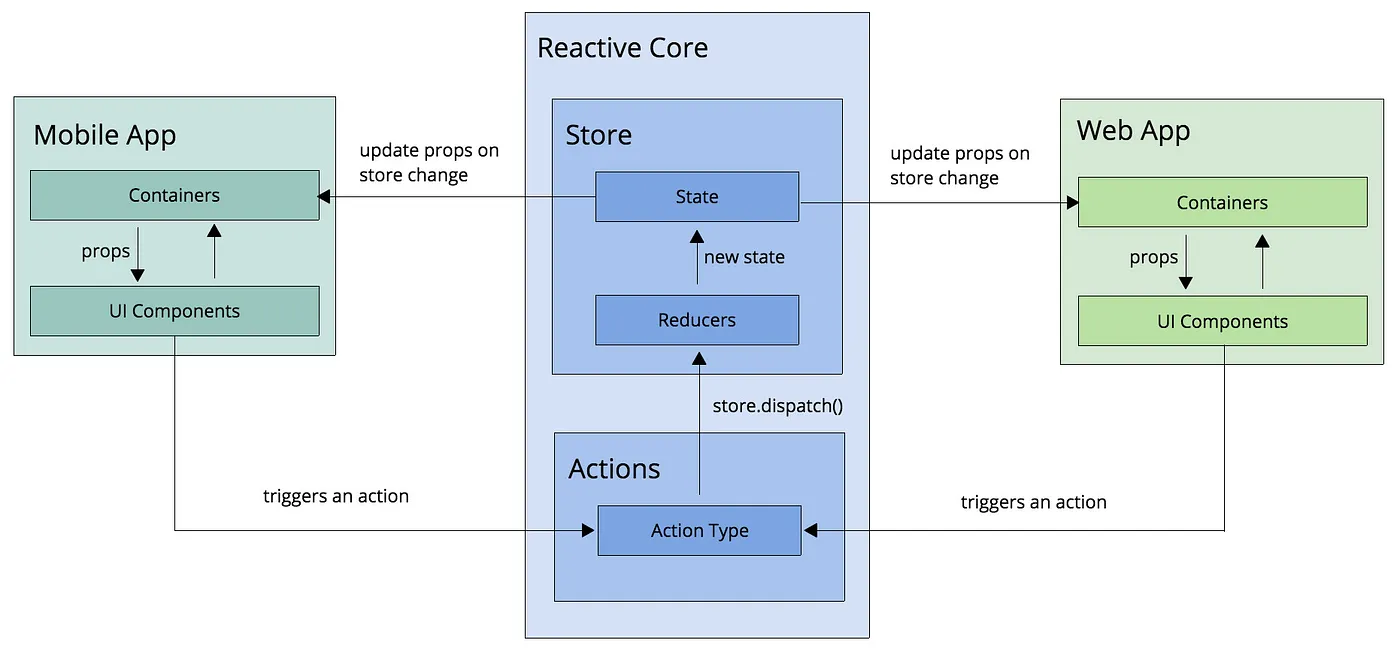 Reactive Core
Mobile App
Containers
props
UI Components
update props on
store change
Store
State
new state
Reducers
store.dispatch()
Actions
Action Type
update props on
store change
Web App
Containers
props
UI Components
triggers an action
triggers an action